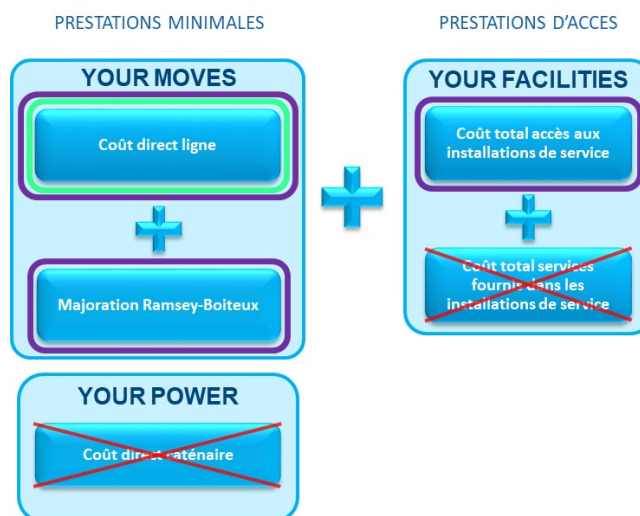 PRESTATIONS MINIMALES
PRESTATIONS D'ACCES
YOUR MOVES
Coût direct ligne
Majoration Ramsey-Boiteux
YOUR FACILITIES
Coût total accès aux
installations de service
Coût total services
fournis dans les
installations de service
YOUR POWER
Coût direct caténaire